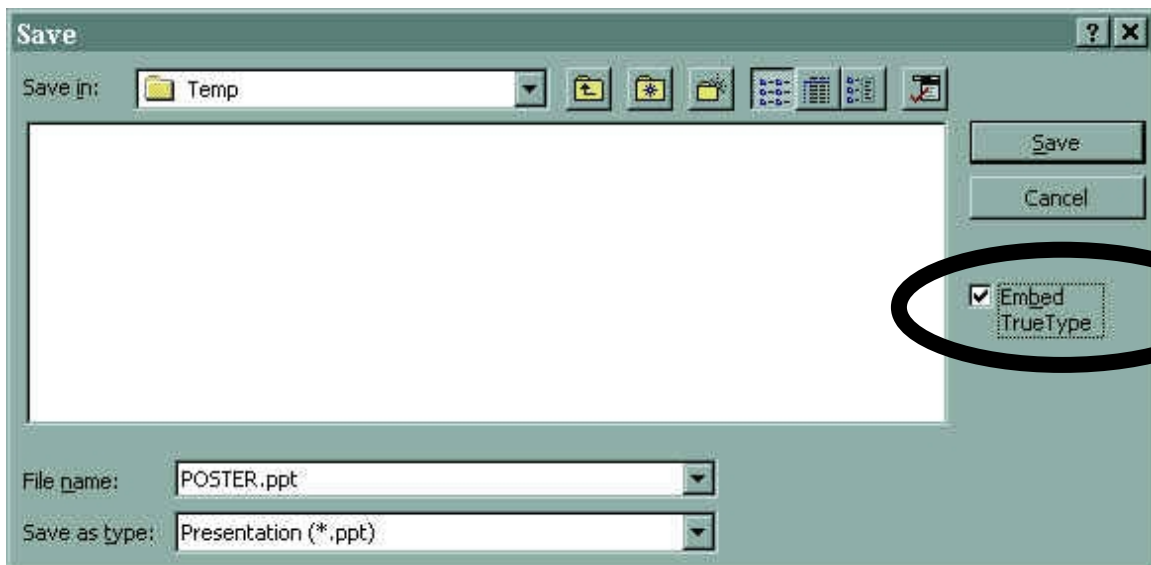 Save
Save in: Temp
Save
Cancel
Embed
TrueType
File name: POSTER.ppt
Save as type: Presentation (*.ppt)